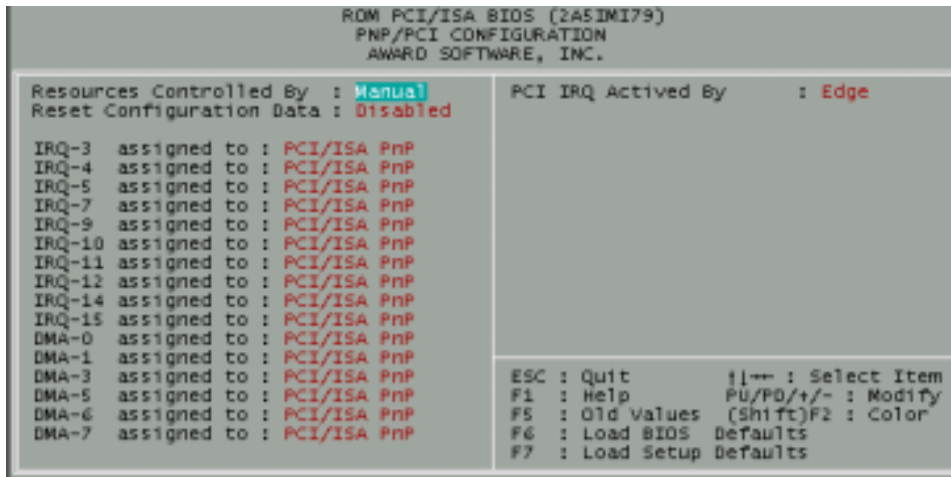 ROM PCI/ISA BIOS (2A5IMI79)
PNP/PCI CONFIGURATION
AWARD SOFTWARE, INC.
Resources Controlled By : Manual
Reset Configuration Data : Disabled
IRQ-3 assigned to : PCI/ISA PnP
IRQ-4 assigned to : PCI/ISA PnP
IRQ-5 assigned to : PCI/ISA PnP
IRQ-7 assigned to : PCI/ISA PnP
IRQ-9 assigned to : PCI/ISA PnP
IRQ-10 assigned to : PCI/ISA PnP
IRQ-11 assigned to : PCI/ISA PnP
IRQ-12 assigned to : PCI/ISA PnP
IRQ-14 assigned to : PCI/ISA PnP
IRQ-15 assigned to : PCI/ISA PnP
DMA-0 assigned to : PCI/ISA PnP
DMA-1 assigned to : PCI/ISA PnP
DMA-3 assigned to : PCI/ISA PnP
DMA-5 assigned to : PCI/ISA PnP
DMA-6 assigned to : PCI/ISA PnP
DMA-7 assigned to : PCI/ISA PnP
PCI IRQ Actived By : Edge
ESC : Quit ↑↓→← : Select Item
F1 : Help PU/PD/+/- : Modify
F5 : Old Values (Shift)F2 : Color
F6 : Load BIOS Defaults
F7 : Load Setup Defaults